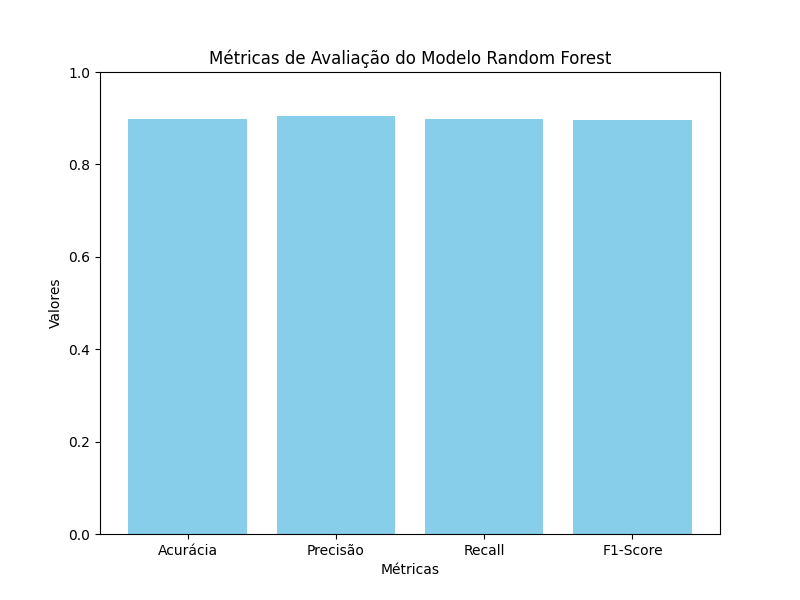 Métricas de Avaliação do Modelo Random Forest
1.0
0.8
0.6
0.4
0.2
0.0
Valores
Acurácia Precisão Recall F1-Score
Métricas